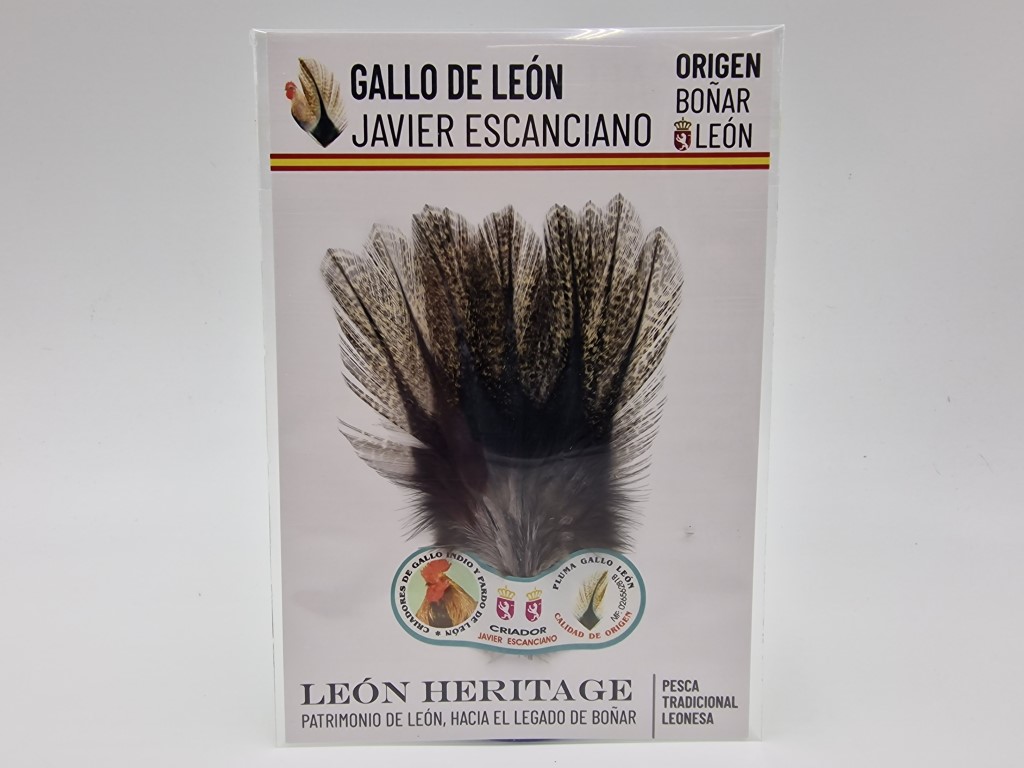 GALLO DE LEÓN
JAVIER ESCANCIANO
ORIGEN
BOÑAR
LEÓN
CRIADORES DE GALLO INDIO Y PARDO DE LEÓN *
CRIADOR
JAVIER ESCANCIANO
PLUMA GALLO LEÓN
CALIDAD DE ORIGEN
LEÓN HERITAGE
PATRIMONIO DE LEÓN, HACIA EL LEGADO DE BOÑAR
PESCA
TRADICIONAL
LEONESA